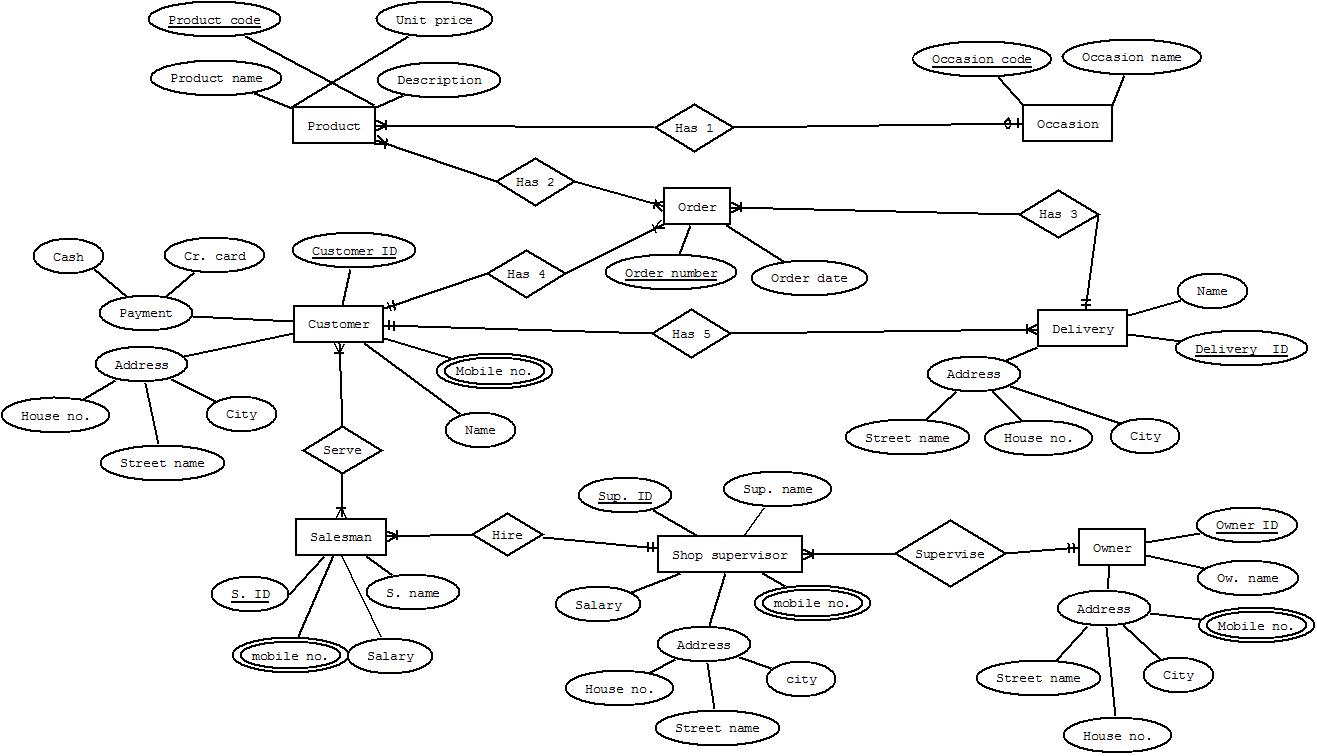 Product code
Unit price
Product name
Description
Occasion code
Occasion name
Product
Has 1
Occasion
Has 2
Order
Has 3
Cash
Cr. card
Customer ID
Has 4
Order number
Order date
Payment
Customer
Has 5
Delivery
Name
Delivery ID
Address
Mobile no.
Address
House no.
City
Name
Street name
House no.
City
Street name
Serve
Sup. ID
Sup. name
Salesman
Hire
Shop supervisor
Supervise
Owner
Owner ID
Ow. name
S. ID
S. name
Salary
mobile no.
Address
Mobile no.
mobile no.
Salary
Address
House no.
city
Street name
Street name
City
House no.